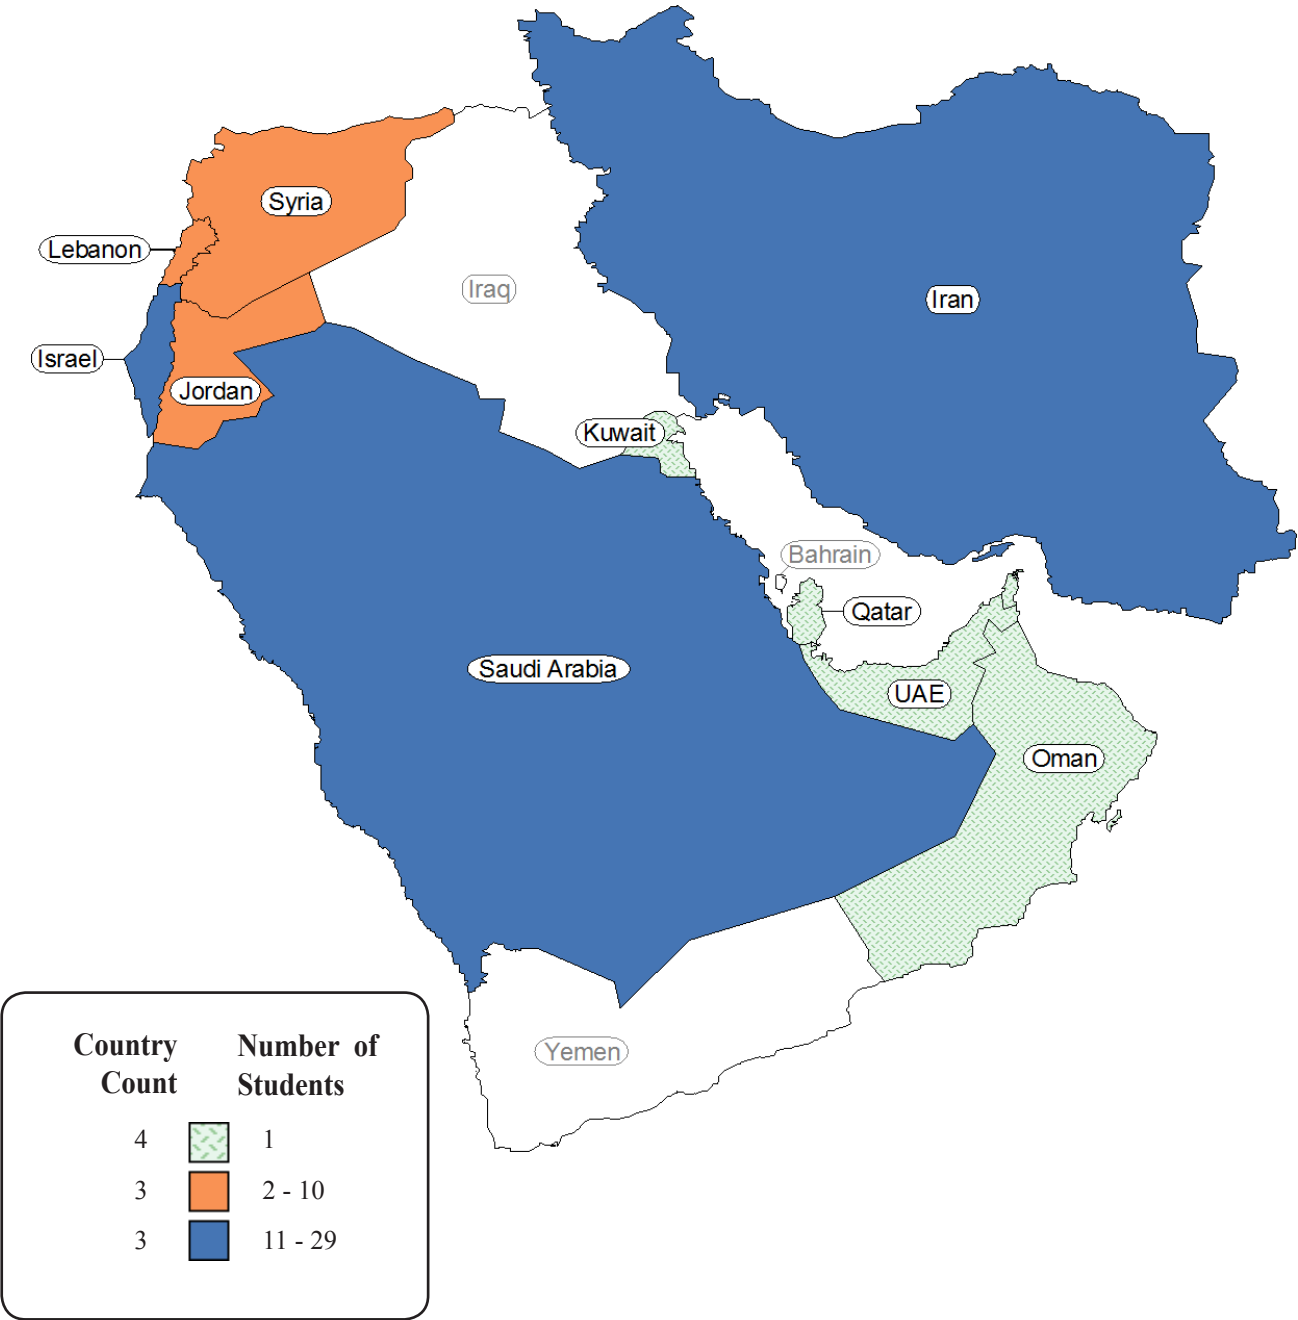 Syria
Lebanon
Iraq
Iran
Israel
Jordan
Kuwait
Bahrain
Qatar
Saudi Arabia
UAE
Oman
Yemen
Country Number of
Count Students
4 1
3 2 - 10
3 11 - 29